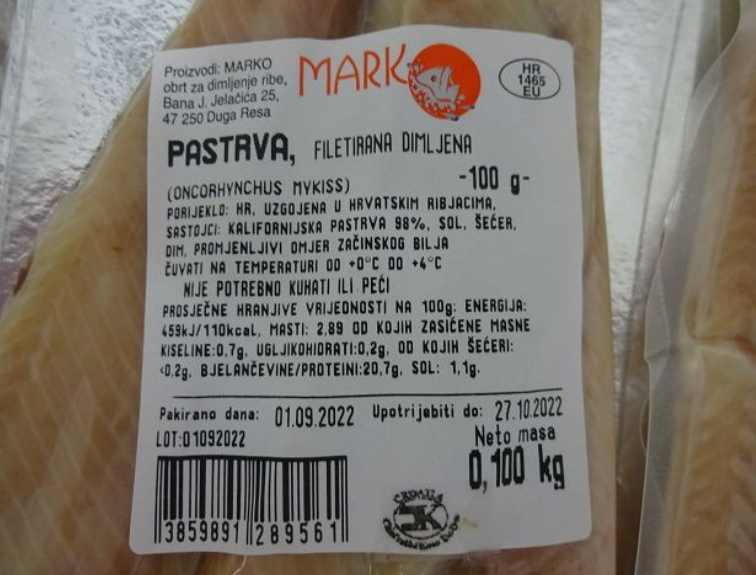 Proizvodi: MARKO
obrt za dimljenje ribe,
Bana J. Jelačića 25,
47 250 Duga Resa
MARKO
HR
1465
EU
PASTRVA, FILETIRANA DIMLJENA
-100 g-
(ONCORHYNCHUS MYKISS)
PORIJEKLO: HR, UZGOJENA U HRVATSKIM RIBJACIMA,
SASTOJCI: KALIFORNIJSKA PASTRVA 98%, SOL, ŠEĆER,
DIM, PROMJENLJIVI OMJER ZAČINSKOG BILJA
ČUVATI NA TEMPERATURI OD +0°C DO +4°C
NIJE POTREBNO KUHATI ILI PEĆI
PROSJEČNE HRANJIVE VRIJEDNOSTI NA 100g: ENERGIJA:
459kJ/110kcal, MASTI: 2,89 OD KOJIH ZASIĆENE MASNE
KISELINE:0,7g, UGLJIKOHIDRATI:0,2g, OD KOJIH ŠEĆERI:
<0,2g, BJELANČEVINE/PROTEINI:20,7g, SOL: 1,1g.
Pakirano dana: 01.09.2022 Upotrijebiti do: 27.10.2022
LOT:01092022
Neto masa
0,100 kg
3859891 289561